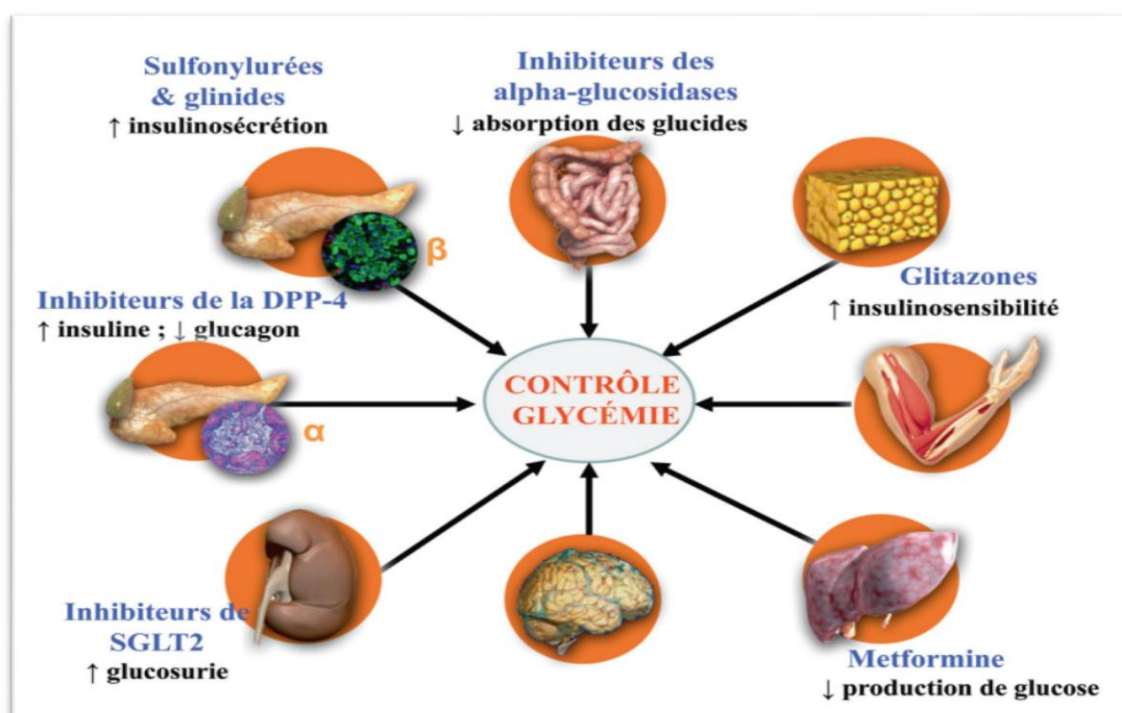 Sulfonylurées
& glinides
↑ insulinosécrétion
Inhibiteurs des
alpha-glucosidases
↓ absorption des glucides
β
Glitazones
↑ insulinosensibilité
Inhibiteurs de la DPP-4
↑ insuline ; ↓ glucagon
α
CONTRÔLE
GLYCÉMIE
Inhibiteurs de
SGLT2
↑ glucosurie
Metformine
↓ production de glucose